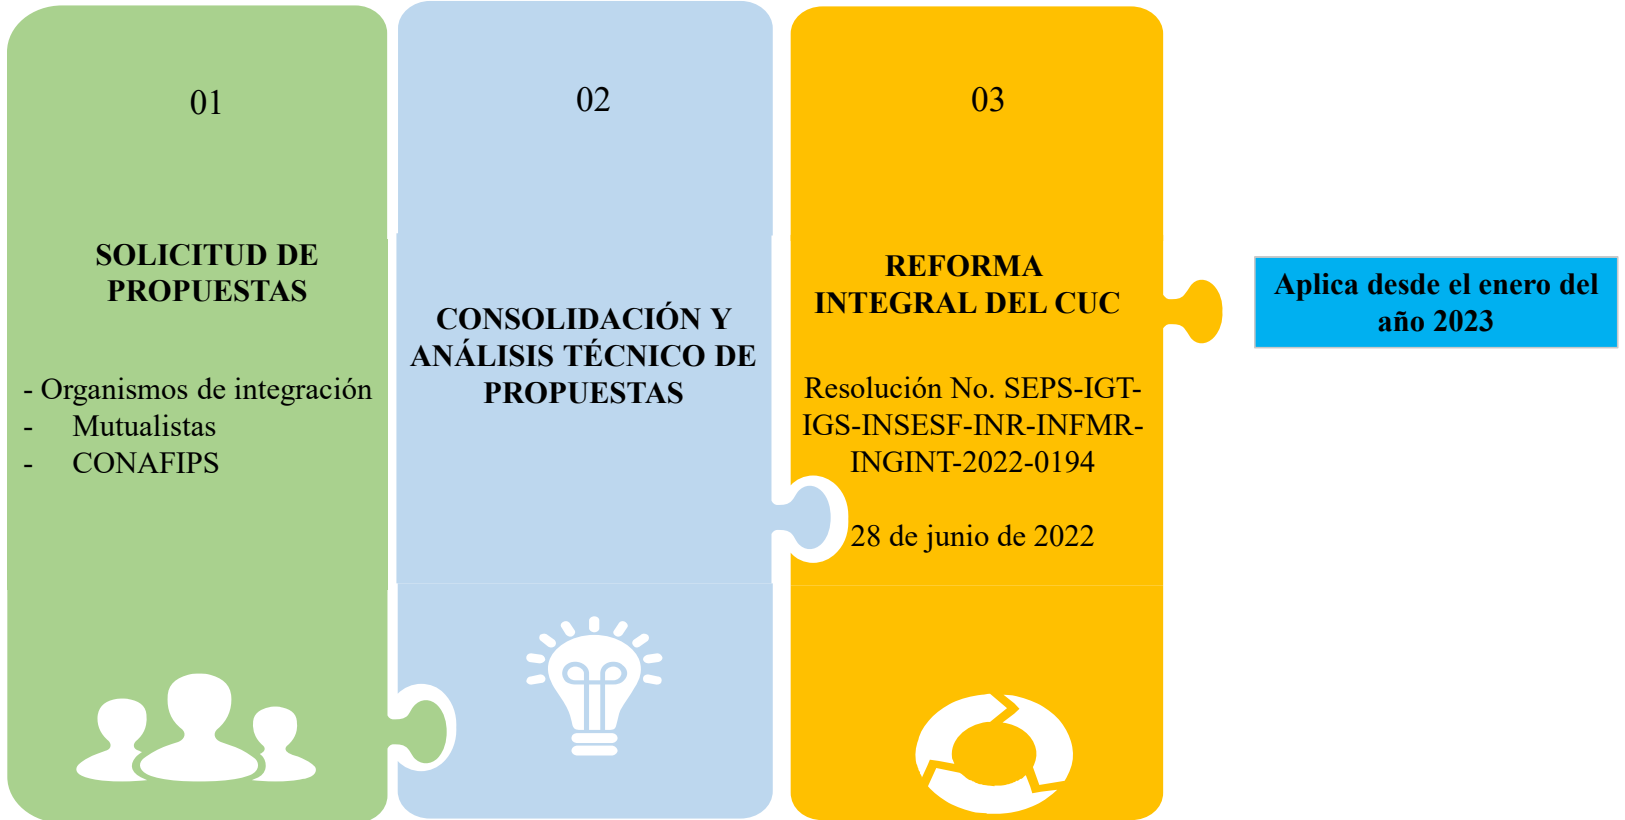 01
SOLICITUD DE
PROPUESTAS
- Organismos de integración
- Mutualistas
- CONAFIPS
02
CONSOLIDACIÓN Y
ANÁLISIS TÉCNICO DE
PROPUESTAS
03
REFORMA
INTEGRAL DEL CUC
Resolución No. SEPS-IGT-
IGS-INSESF-INR-INFMR-
INGINT-2022-0194
28 de junio de 2022
Aplica desde el enero del
año 2023